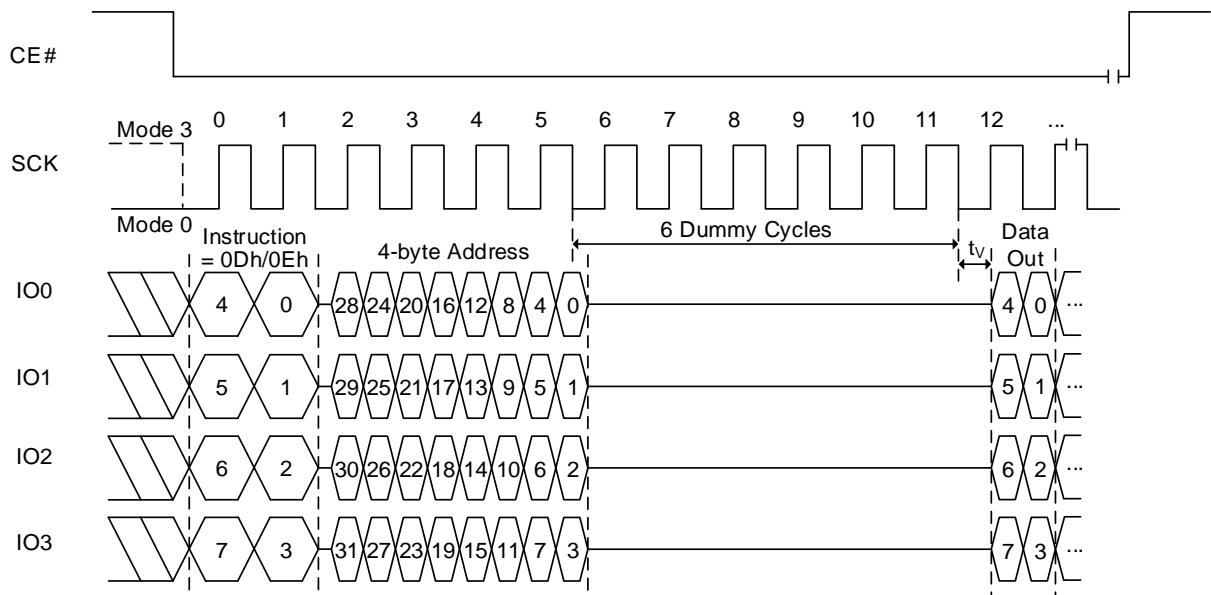 CE#
0 1 2 3 4 5 6 7 8 9 10 11 12 ...
Mode 3
SCK
Mode 0
6 Dummy Cycles
Instruction
= 0Dh/0Eh
4-byte Address
tV
Data
Out
IO0 4 0 28 24 20 16 12 8 4 0 4 0 ...
IO1 5 1 29 25 21 17 13 9 5 1 5 1 ...
IO2 6 2 30 26 22 18 14 10 6 2 6 2 ...
IO3 7 3 31 27 23 19 15 11 7 3 7 3 ...